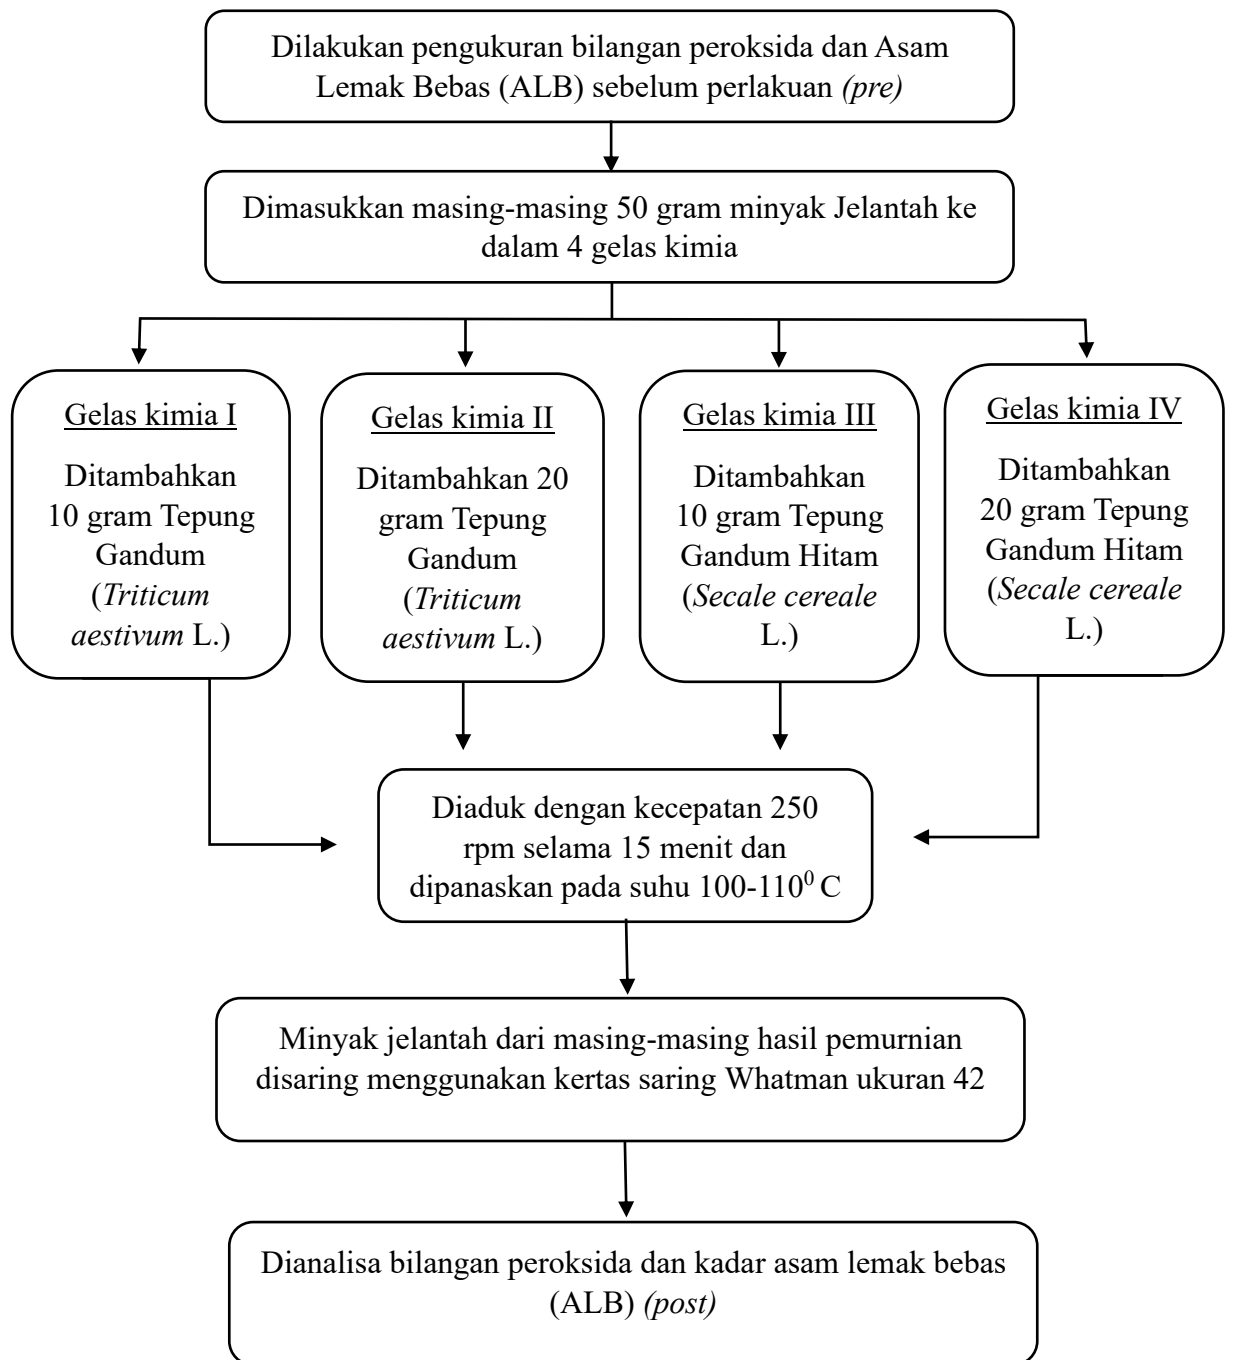 Dilakukan pengukuran bilangan peroksida dan Asam
Lemak Bebas (ALB) sebelum perlakuan (pre)
Dimasukkan masing-masing 50 gram minyak Jelantah ke
dalam 4 gelas kimia
Gelas kimia I
Ditambahkan
10 gram Tepung
Gandum
(Triticum
aestivum L.)
Gelas kimia II
Ditambahkan 20
gram Tepung
Gandum
(Triticum
aestivum L.)
Gelas kimia III
Ditambahkan
10 gram Tepung
Gandum Hitam
(Secale cereale
L.)
Gelas kimia IV
Ditambahkan
20 gram Tepung
Gandum Hitam
(Secale cereale
L.)
Diaduk dengan kecepatan 250
rpm selama 15 menit dan
dipanaskan pada suhu 100-110⁰ C
Minyak jelantah dari masing-masing hasil pemurnian
disaring menggunakan kertas saring Whatman ukuran 42
Dianalisa bilangan peroksida dan kadar asam lemak bebas
(ALB) (post)